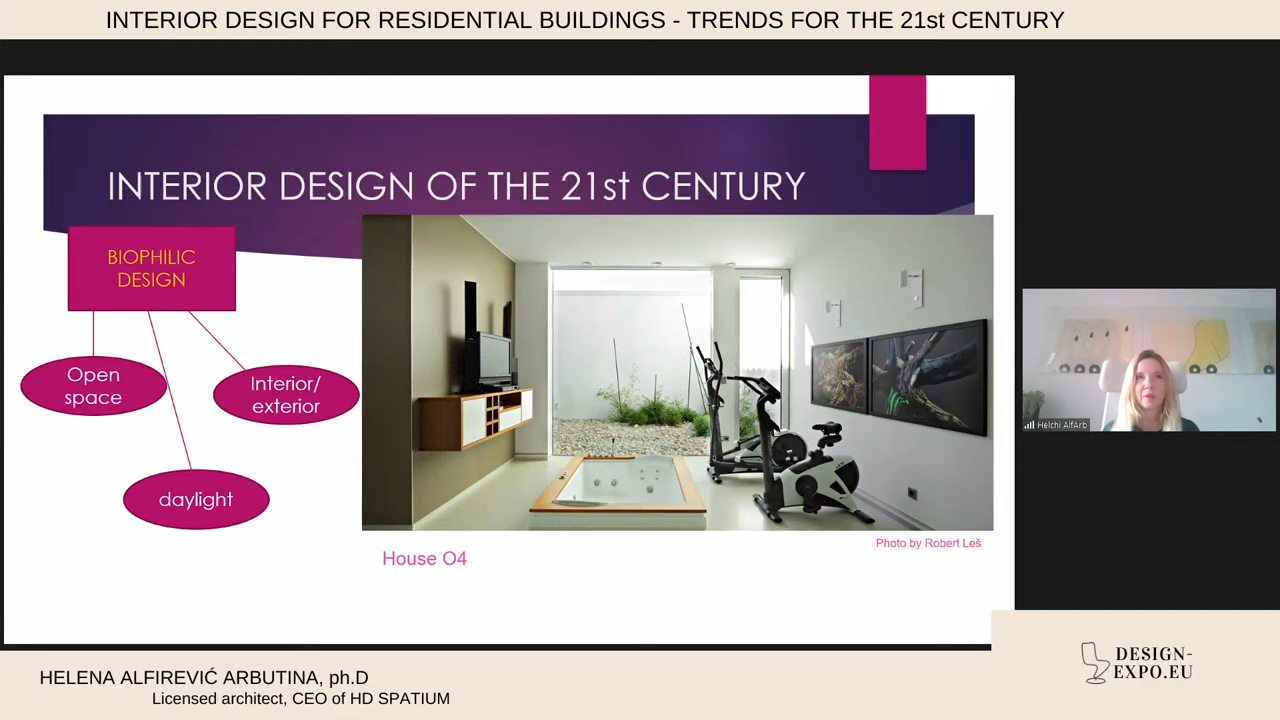 INTERIOR DESIGN FOR RESIDENTIAL BUILDINGS - TRENDS FOR THE 21st CENTURY
INTERIOR DESIGN OF THE 21st CENTURY
BIOPHILIC
DESIGN
Open
space
Interior/
exterior
daylight
House O4
Photo by Robert Leš
Helchi AlfArb
HELENA ALFIREVIĆ ARBUTINA, ph.D
Licensed architect, CEO of HD SPATIUM
DESIGN-
EXPO.EU